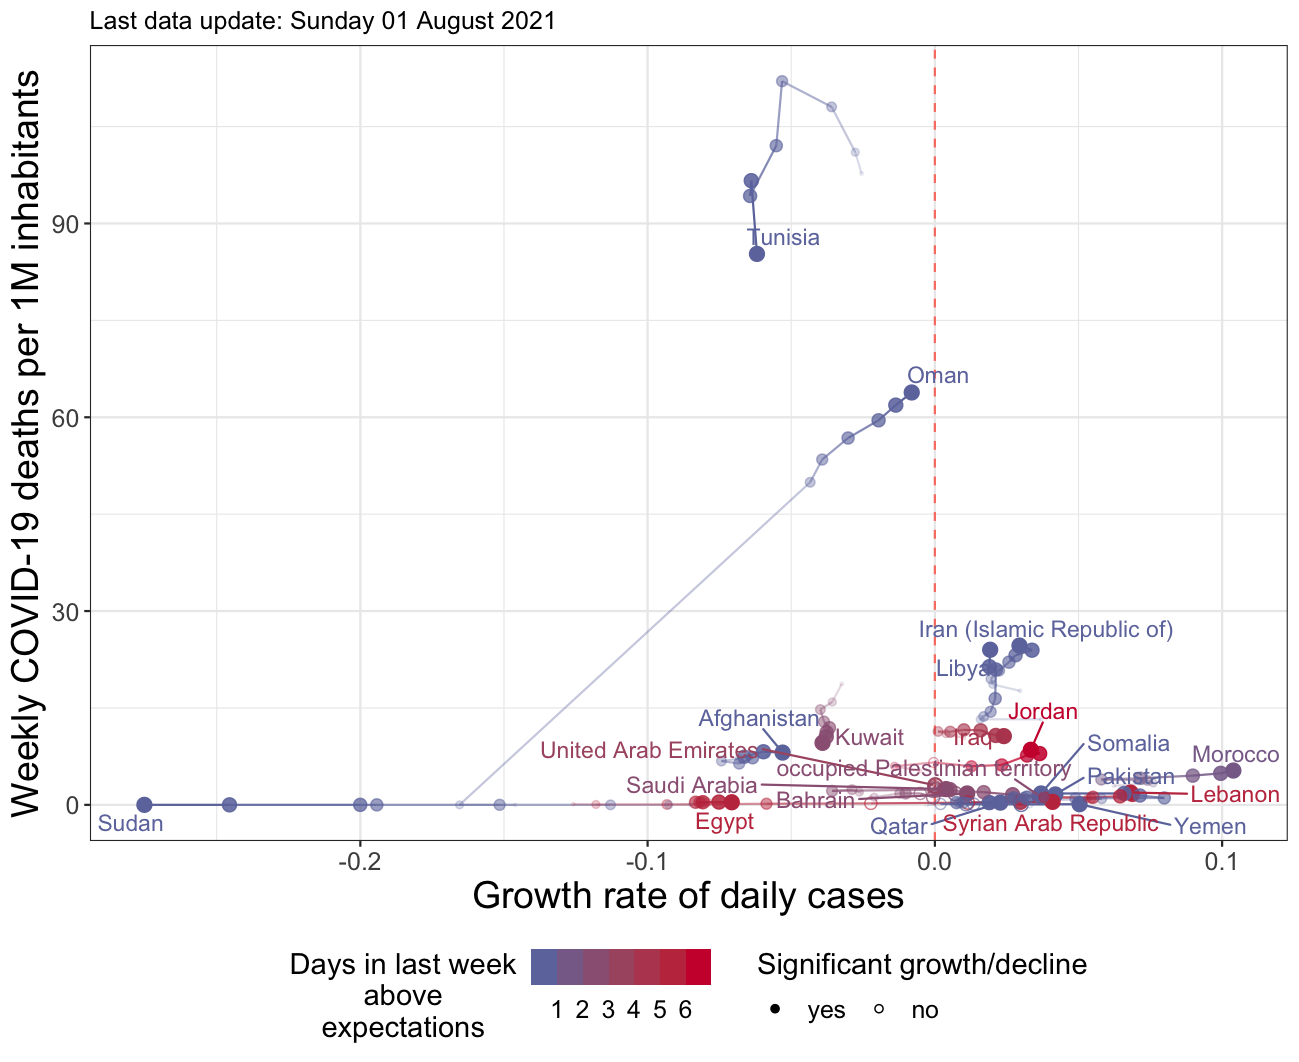 Last data update: Sunday 01 August 2021
Weekly COVID-19 deaths per 1M inhabitants
90
60
30
0
Tunisia
Oman
Iran (Islamic Republic of)
Libya
Jordan
Afghanistan
Kuwait
Iraq
Somalia
United Arab Emirates
Morocco
occupied Palestinian territory
Pakistan
Saudi Arabia
Bahrain
Lebanon
Sudan
Egypt
Qatar
Syrian Arab Republic
Yemen
-0.2
-0.1
0.0
0.1
Growth rate of daily cases
Days in last week
above
expectations
1 2 3 4 5 6
Significant growth/decline
yes
no